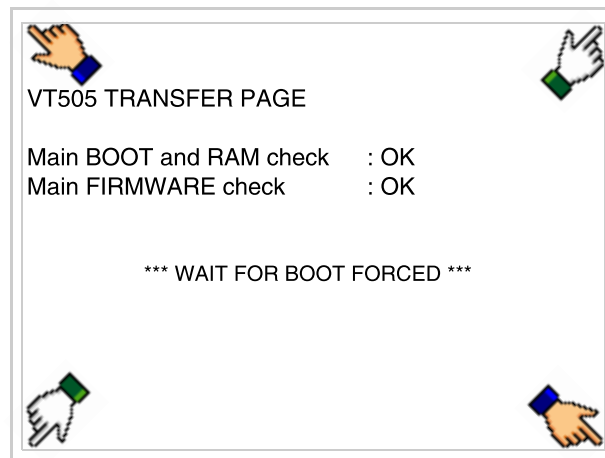 VT505 TRANSFER PAGE
Main BOOT and RAM check : OK
Main FIRMWARE check : OK
*** WAIT FOR BOOT FORCED ***